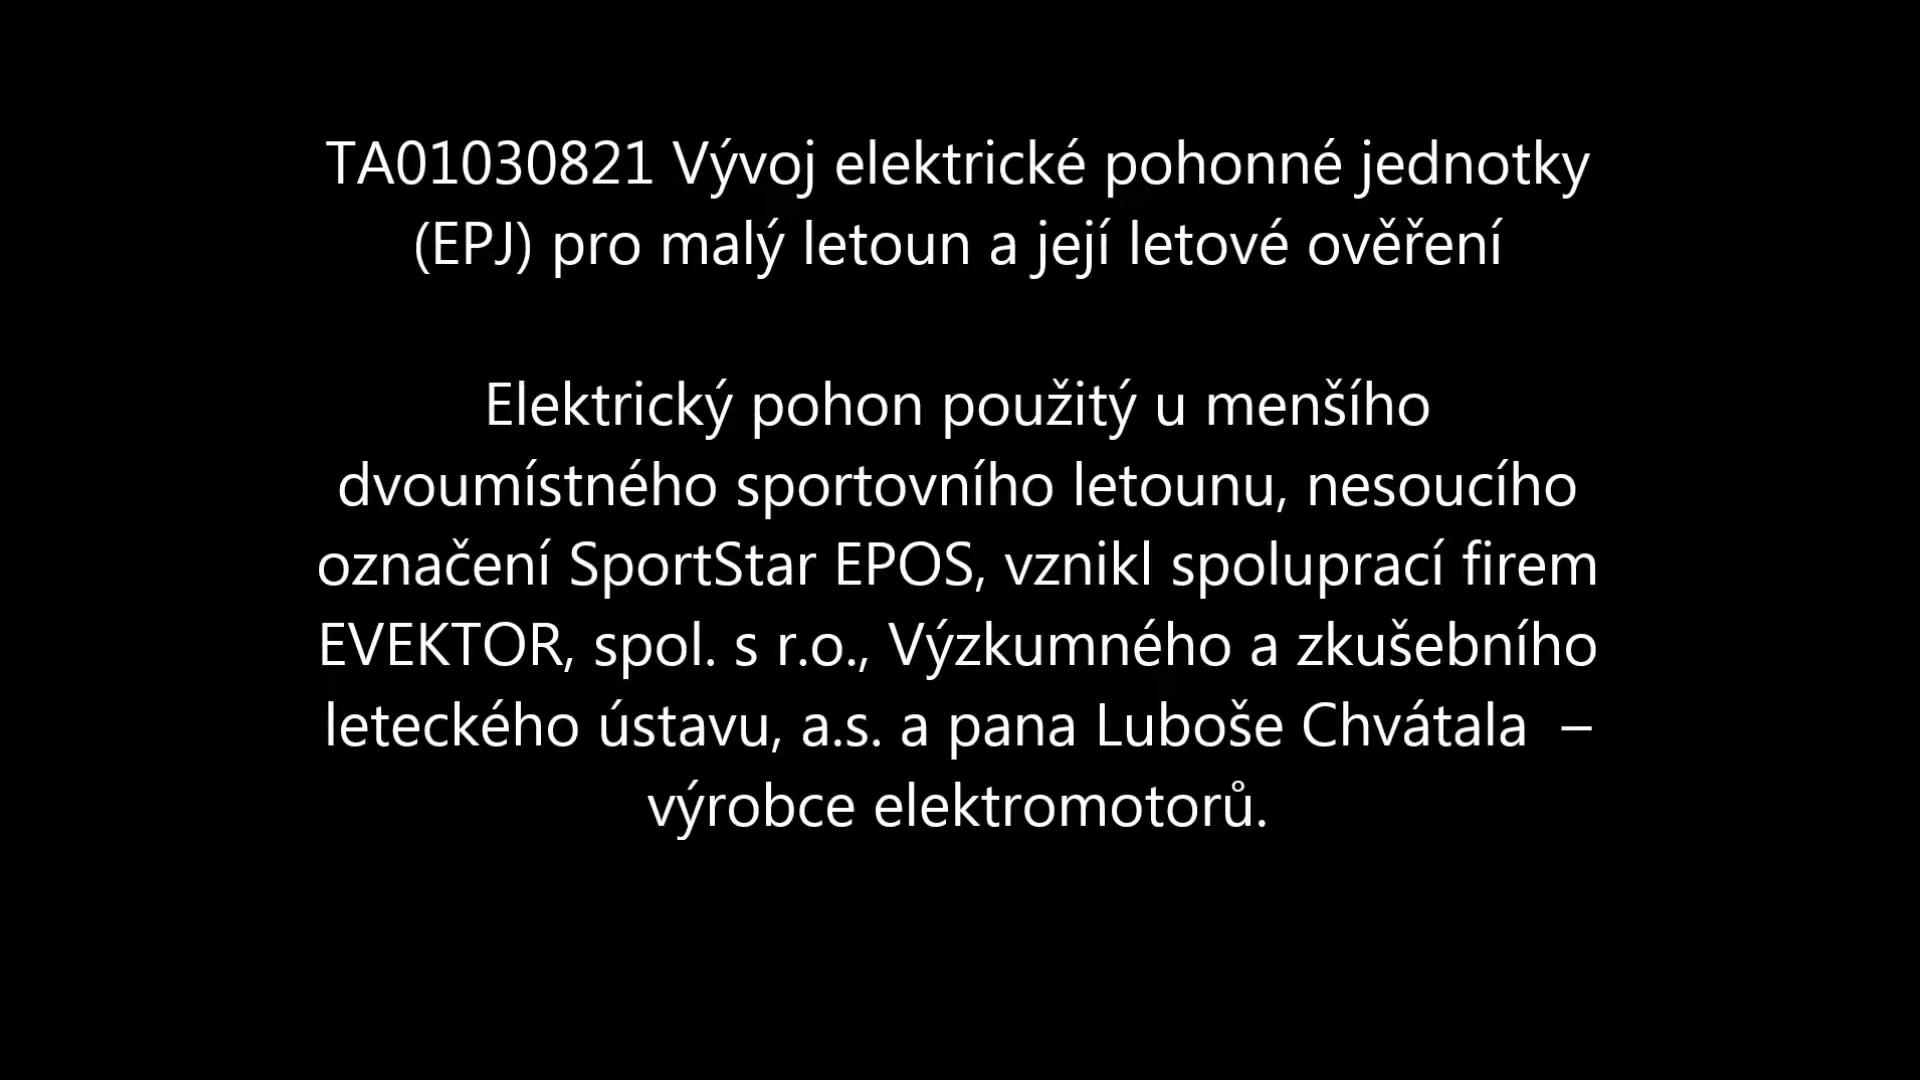 TA01030821 Vývoj elektrické pohonné jednotky
(EPJ) pro malý letoun a její letové ověření
Elektrický pohon použitý u menšího
dvoumístného sportovního letounu, nesoucího
označení SportStar EPOS, vznikl spoluprací firem
EVEKTOR, spol. s r.o., Výzkumného a zkušebního
leteckého ústavu, a.s. a pana Luboše Chvátala  –
výrobce elektromotorů.